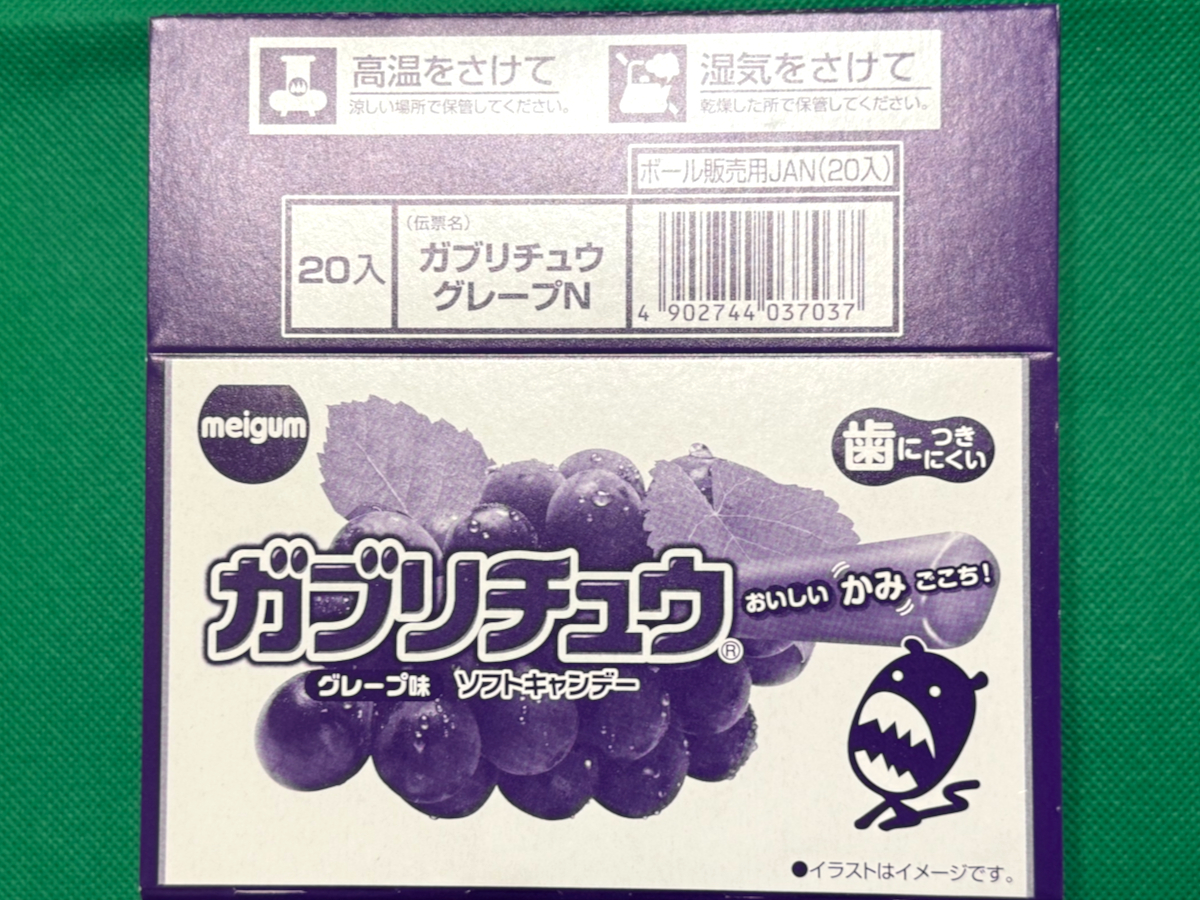 高温をさけて
涼しい場所で保管してください。
湿気をさけて
乾燥した所で保管してください。
ボール販売用JAN(20入)
20入
(伝票名)
ガブリチュウ
グレープN
4 902744 037037
meigum
歯に つき
にくい
ガブリチュウ®
おいしい かみ ごこち!
グレープ味 ソフトキャンデー
●イラストはイメージです。